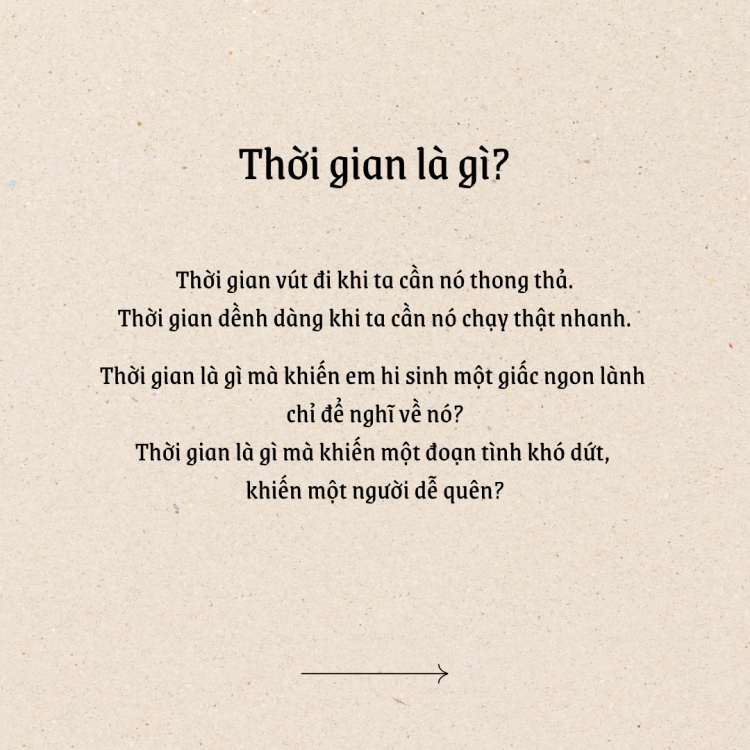 Thời gian là gì?
Thời gian vút đi khi ta cần nó thong thả.
Thời gian dềnh dàng khi ta cần nó chạy thật nhanh.
Thời gian là gì mà khiến em hi sinh một giấc ngon lành
chỉ để nghĩ về nó?
Thời gian là gì mà khiến một đoạn tình khó dứt,
khiến một người dễ quên?